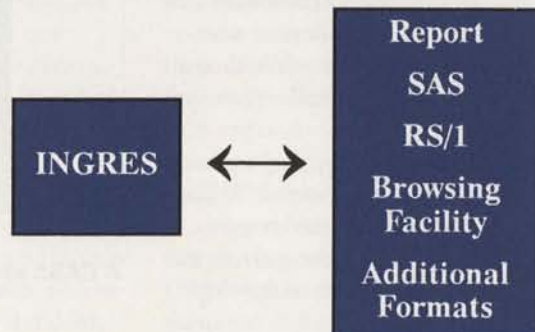 INGRES
Report
SAS
RS/1
Browsing
Facility
Additional
Formats